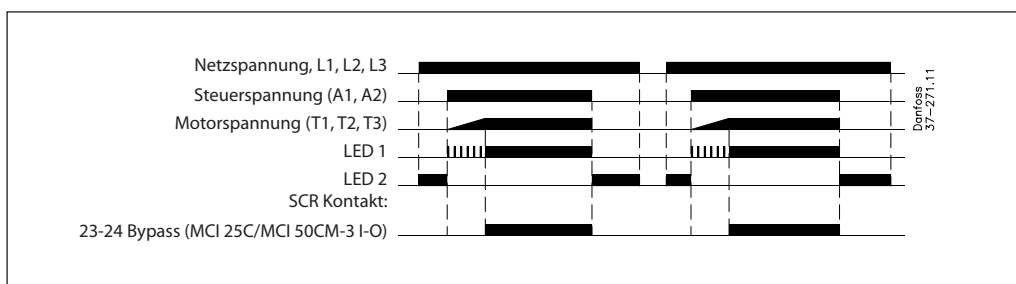 Netzspannung, L1, L2, L3
Steuerspannung (A1, A2)
Motorspannung (T1, T2, T3)
LED 1
LED 2
SCR Kontakt:
23-24 Bypass (MCI 25C/MCI 50CM-3 I-O)
Danfoss
37-271.11